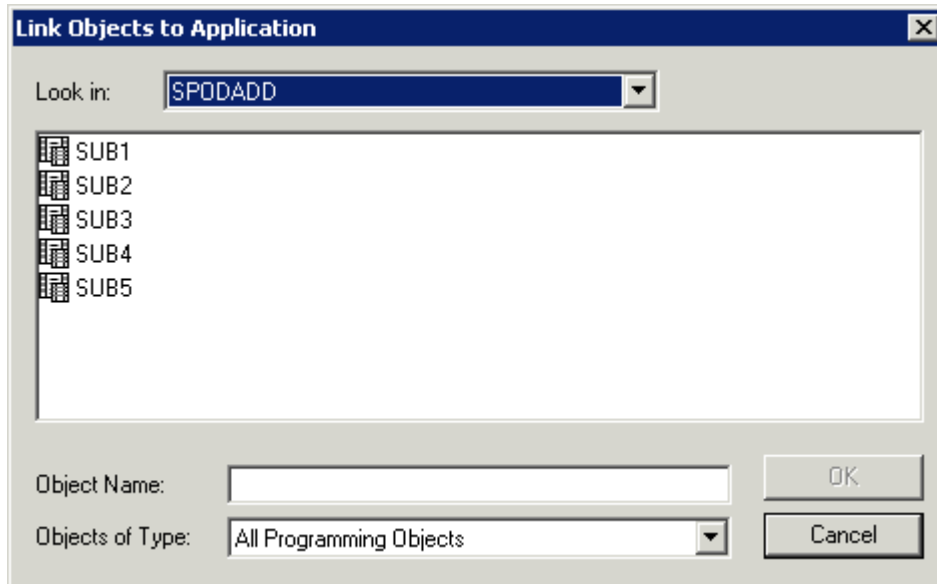 Link Objects to Application
Look in: SPODADD
SUB1
SUB2
SUB3
SUB4
SUB5
Object Name: OK
Objects of Type: All Programming Objects Cancel